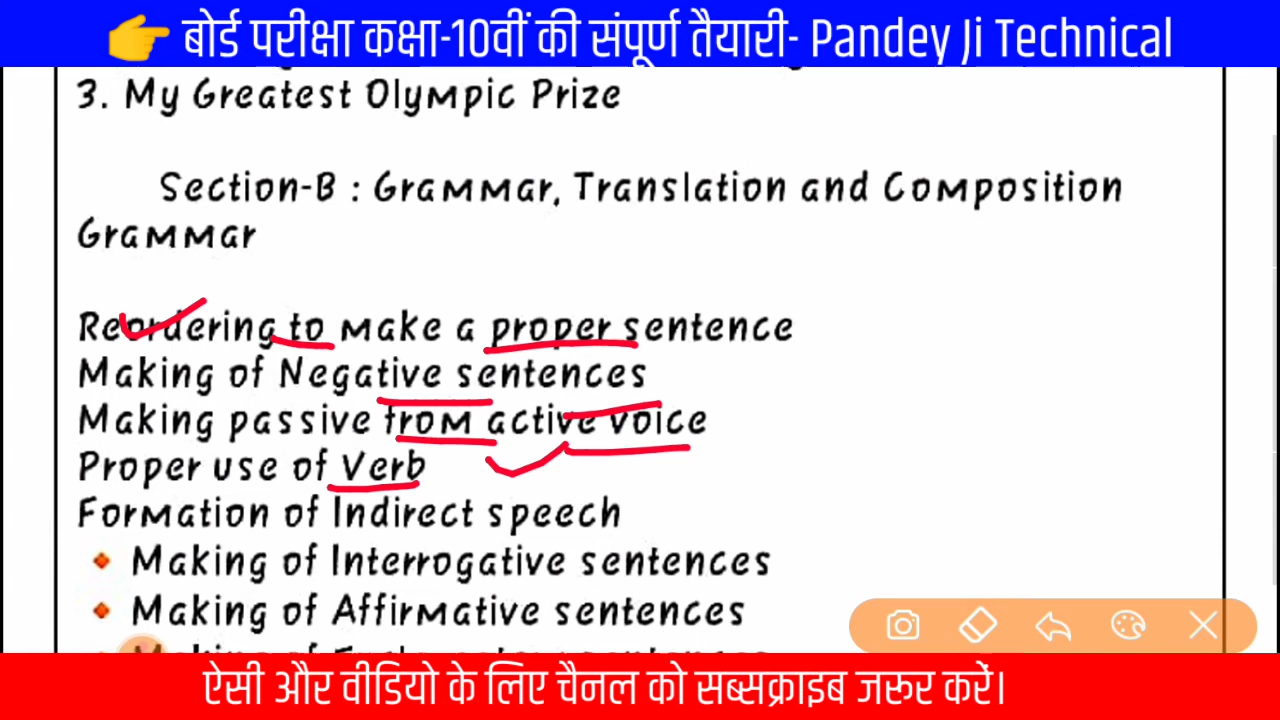 👉 बोर्ड परीक्षा कक्षा-10वीं की संपूर्ण तैयारी- Pandey Ji Technical
3. My Greatest Olympic Prize
Section-B : Grammar, Translation and Composition
Grammar
Reordering to make a proper sentence
Making of Negative sentences
Making passive from active voice
Proper use of Verb
Formation of Indirect speech
🔸 Making of Interrogative sentences
🔸 Making of Affirmative sentences
ऐसी और वीडियो के लिए चैनल को सब्सक्राइब जरूर करें।